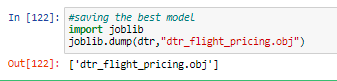 In [122]: #saving the best model
import joblib
joblib.dump(dtr,"dtr_flight_pricing.obj")
Out[122]: ['dtr_flight_pricing.obj']